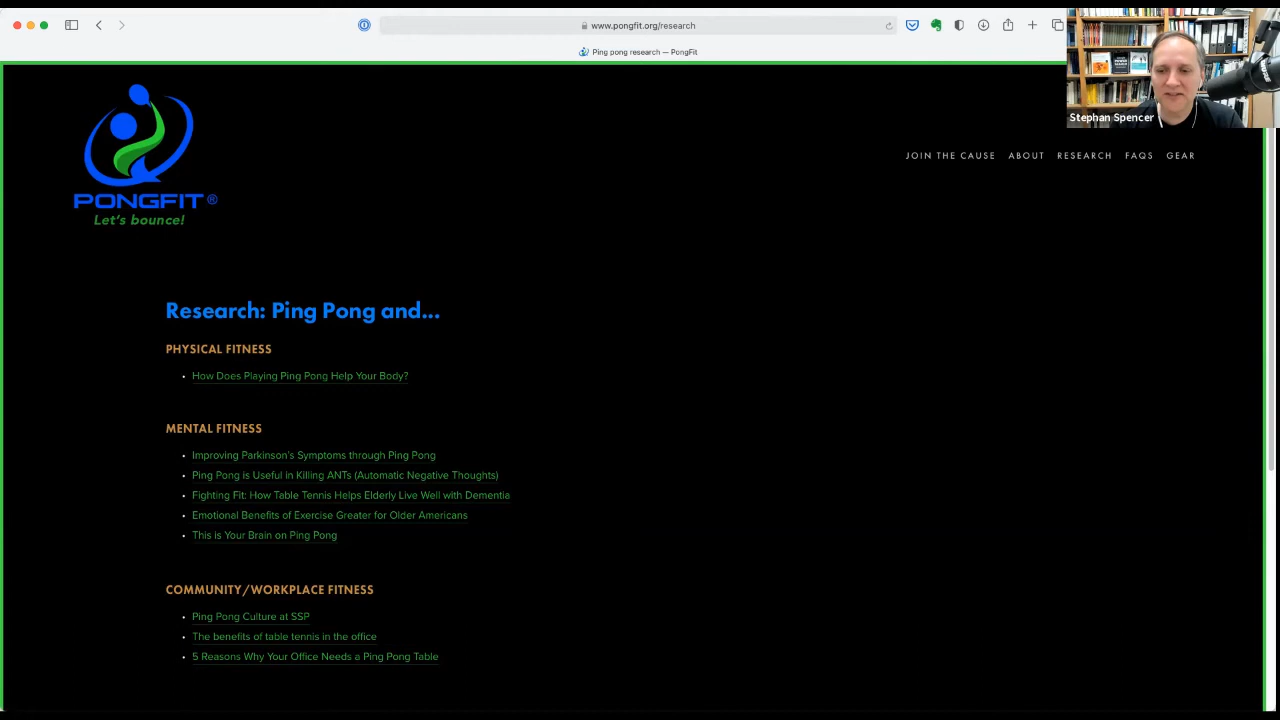 www.pongfit.org/research
Ping pong research — PongFit
Stephan Spencer
PONGFIT®
Let's bounce!
JOIN THE CAUSE ABOUT RESEARCH FAQS GEAR
Research: Ping Pong and...
PHYSICAL FITNESS
• How Does Playing Ping Pong Help Your Body?
MENTAL FITNESS
• Improving Parkinson's Symptoms through Ping Pong
• Ping Pong is Useful in Killing ANTs (Automatic Negative Thoughts)
• Fighting Fit: How Table Tennis Helps Elderly Live Well with Dementia
• Emotional Benefits of Exercise Greater for Older Americans
• This is Your Brain on Ping Pong
COMMUNITY/WORKPLACE FITNESS
• Ping Pong Culture at SSP
• The benefits of table tennis in the office
• 5 Reasons Why Your Office Needs a Ping Pong Table